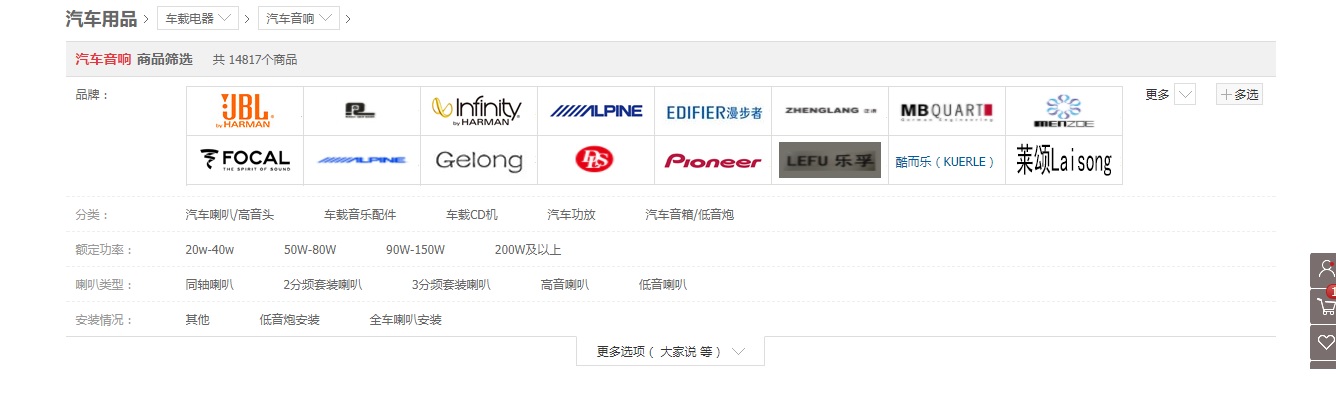 汽车用品 > 车载电器 > 汽车音响 >
汽车音响 商品筛选 共 14817个商品
品牌：
JBL by HARMAN
Infinity by HARMAN
ALPINE
EDIFIER漫步者
ZHENGLANG
MBQUART German Engineering
MENZOE
更多
+多选
FOCAL THE SPIRIT OF SOUND
ALPINE
Gelong
DLS
Pioneer
LEFU 乐孚
酷而乐（KUERLE）
莱颂Laisong
分类： 汽车喇叭/高音头 车载音乐配件 车载CD机 汽车功放 汽车音箱/低音炮
额定功率： 20w-40w 50W-80W 90W-150W 200W及以上
喇叭类型： 同轴喇叭 2分频套装喇叭 3分频套装喇叭 高音喇叭 低音喇叭
安装情况： 其他 低音炮安装 全车喇叭安装
更多选项（ 大家说 等）
1